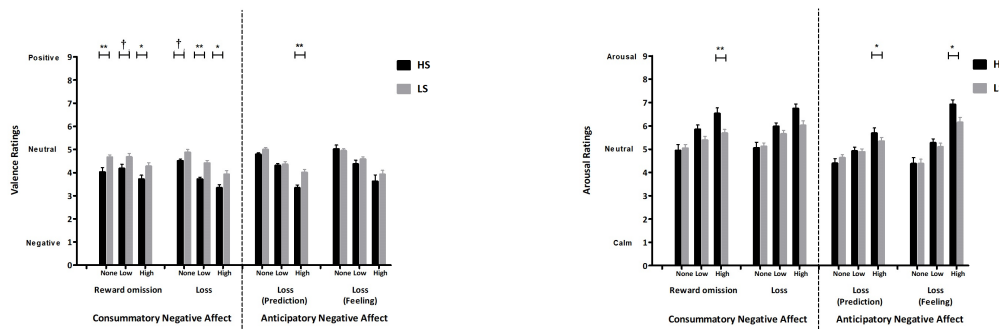 ** † * † ** * **
Positive 9
8
7
6
Neutral 5
4
3
2
Negative 1
0
Valence Ratings
HS
LS
None Low High None Low High None Low High None Low High
Reward omission Loss Loss (Prediction) Loss (Feeling)
Consummatory Negative Affect Anticipatory Negative Affect
** * *
Arousal 9
8
7
6
Neutral 5
4
3
2
Calm 1
0
Arousal Ratings
H
L
None Low High None Low High None Low High None Low High
Reward omission Loss Loss (Prediction) Loss (Feeling)
Consummatory Negative Affect Anticipatory Negative Affect